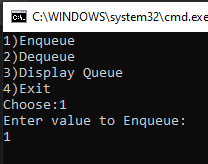 C:\WINDOWS\system32\cmd.exe
1)Enqueue
2)Dequeue
3)Display Queue
4)Exit
Choose:1
Enter value to Enqueue:
1